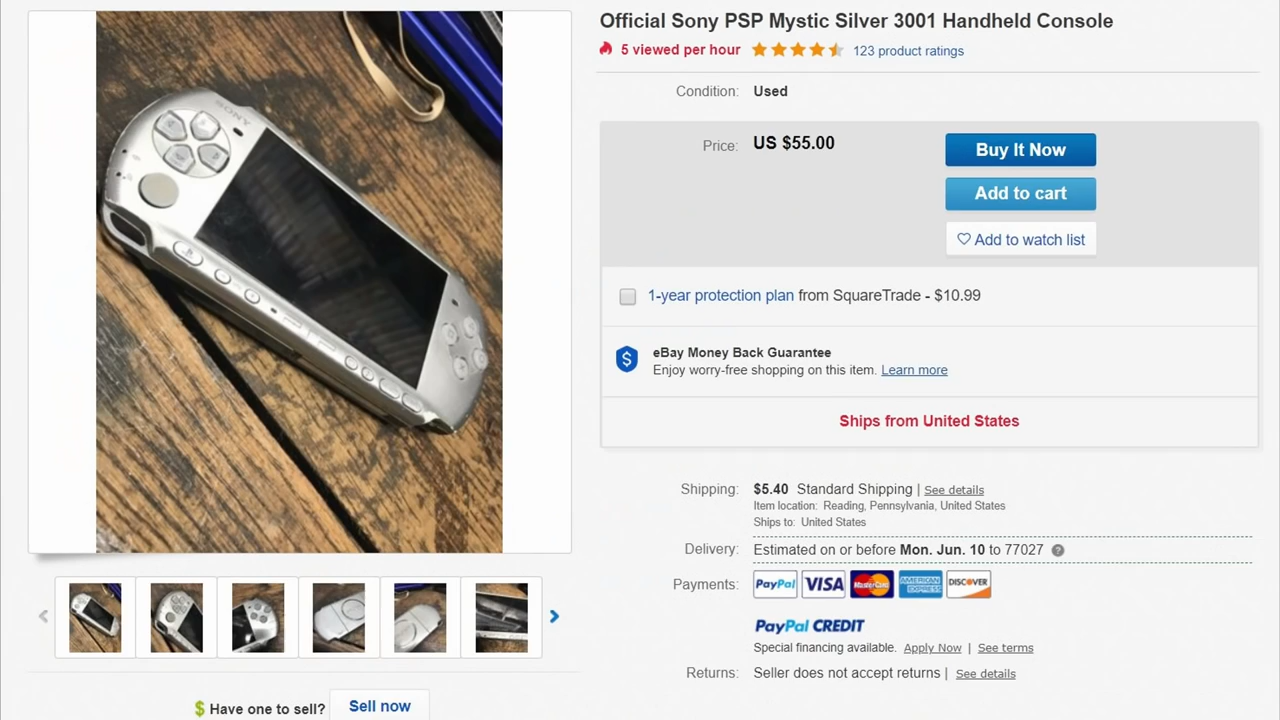 Official Sony PSP Mystic Silver 3001 Handheld Console
5 viewed per hour
123 product ratings
Condition: Used
Price: US $55.00
Buy It Now
Add to cart
Add to watch list
1-year protection plan from SquareTrade - $10.99
$
eBay Money Back Guarantee
Enjoy worry-free shopping on this item. Learn more
Ships from United States
Shipping: $5.40 Standard Shipping | See details
Item location: Reading, Pennsylvania, United States
Ships to: United States
Delivery: Estimated on or before Mon. Jun. 10 to 77027 ?
Payments: PayPal VISA MasterCard AMERICAN EXPRESS DISCOVER
PayPal CREDIT
Special financing available. Apply Now | See terms
Returns: Seller does not accept returns | See details
SONY
$ Have one to sell? Sell now